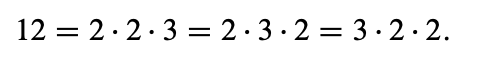 12 = 2 · 2 · 3 = 2 · 3 · 2 = 3 · 2 · 2.